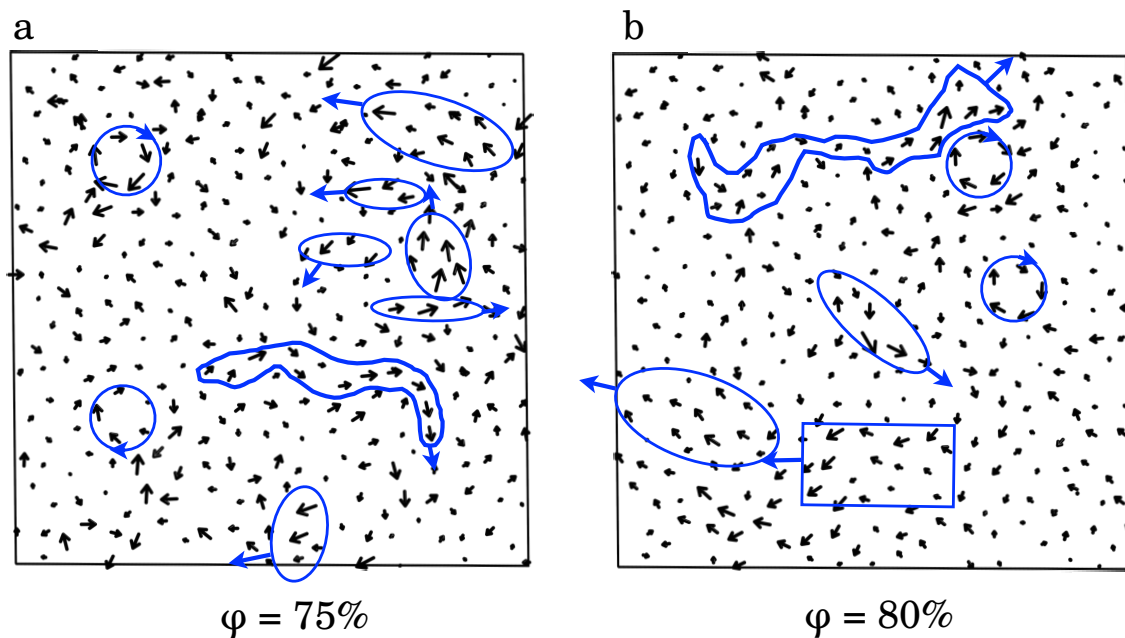 a
b
φ = 75%
φ = 80%